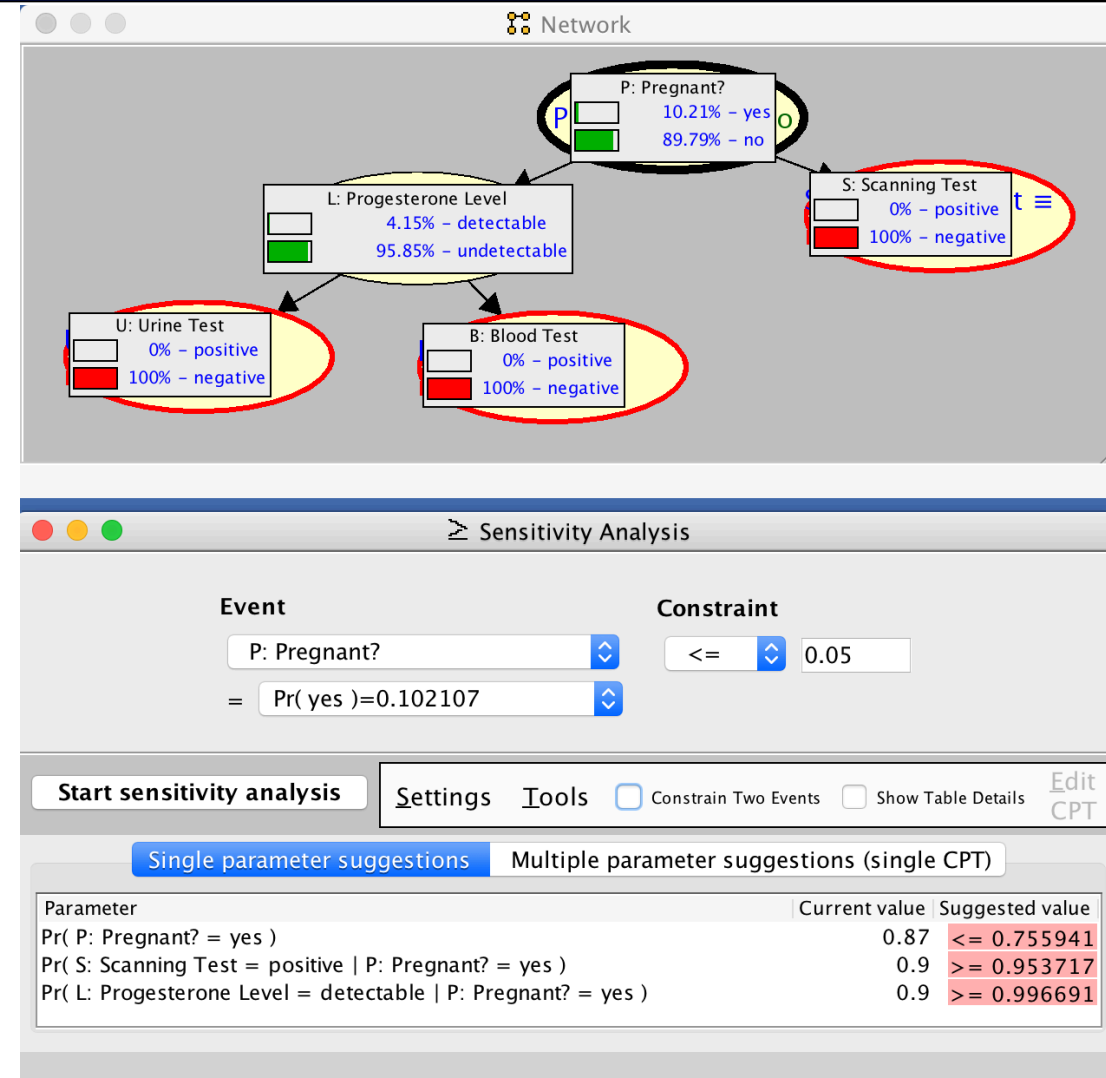 Network
P: Pregnant?
P 10.21% – yes o
89.79% – no
L: Progesterone Level
4.15% – detectable
95.85% – undetectable
S: Scanning Test
0% – positive t ≡
100% – negative
U: Urine Test
0% – positive
100% – negative
B: Blood Test
0% – positive
100% – negative
≥ Sensitivity Analysis
Event Constraint
P: Pregnant? <= 0.05
= Pr( yes )=0.102107
Start sensitivity analysis Settings Tools Constrain Two Events Show Table Details Edit CPT
Single parameter suggestions Multiple parameter suggestions (single CPT)
Parameter Current value Suggested value
Pr( P: Pregnant? = yes ) 0.87 <= 0.755941
Pr( S: Scanning Test = positive | P: Pregnant? = yes ) 0.9 >= 0.953717
Pr( L: Progesterone Level = detectable | P: Pregnant? = yes ) 0.9 >= 0.996691